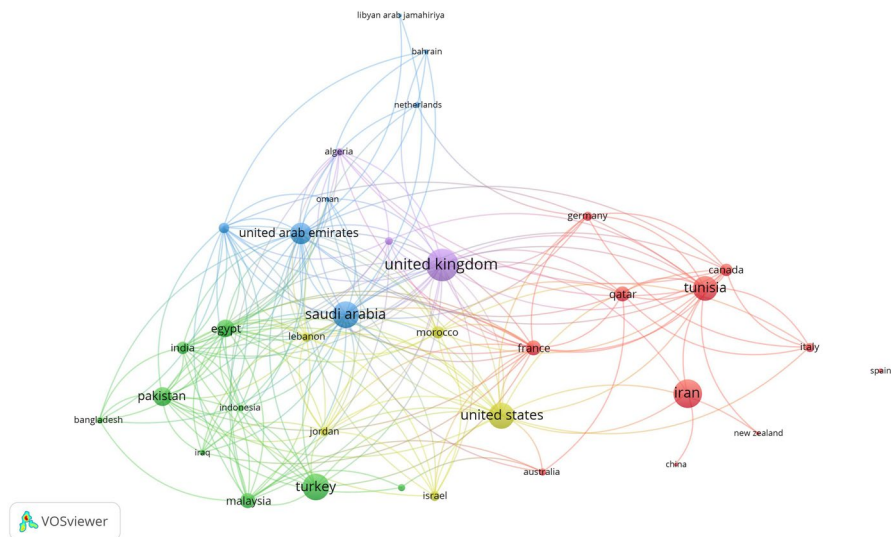 libyan arab jamahiriya
bahrain
netherlands
algeria
oman
germany
united arab emirates
united kingdom
canada
tunisia
qatar
saudi arabia
egypt
morocco
lebanon
india
france
italy
spain
iran
pakistan
indonesia
united states
bangladesh
jordan
new zealand
iraq
china
australia
turkey
malaysia
israel
VOSviewer